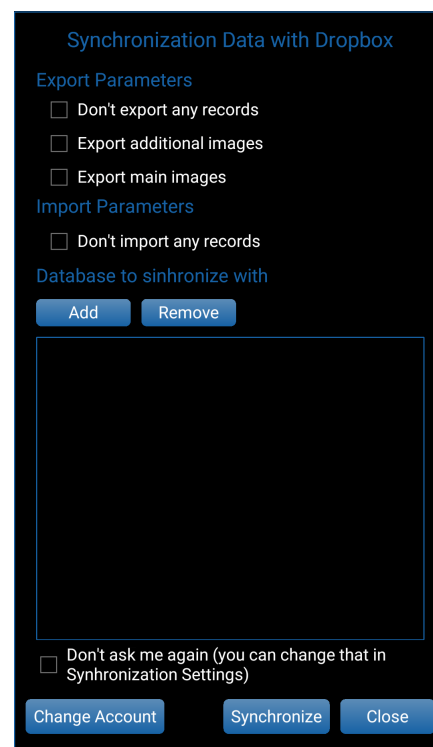 Synchronization Data with Dropbox
Export Parameters
Don't export any records
Export additional images
Export main images
Import Parameters
Don't import any records
Database to sinhronize with
Add Remove
Don't ask me again (you can change that in
Synhronization Settings)
Change Account Synchronize Close